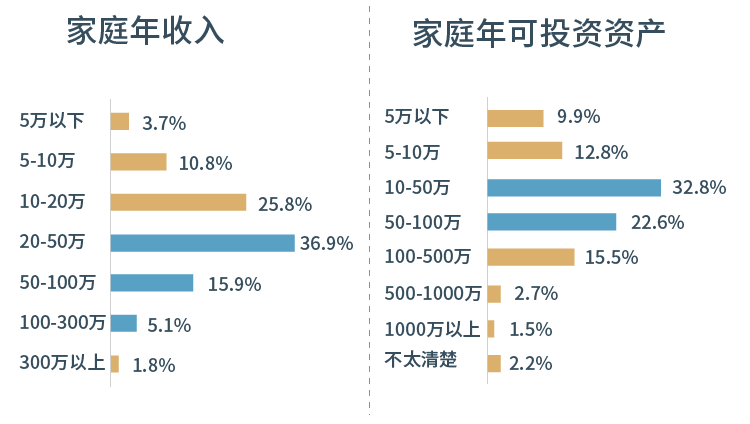 家庭年收入
5万以下 3.7%
5-10万 10.8%
10-20万 25.8%
20-50万 36.9%
50-100万 15.9%
100-300万 5.1%
300万以上 1.8%
家庭年可投资资产
5万以下 9.9%
5-10万 12.8%
10-50万 32.8%
50-100万 22.6%
100-500万 15.5%
500-1000万 2.7%
1000万以上 1.5%
不太清楚 2.2%